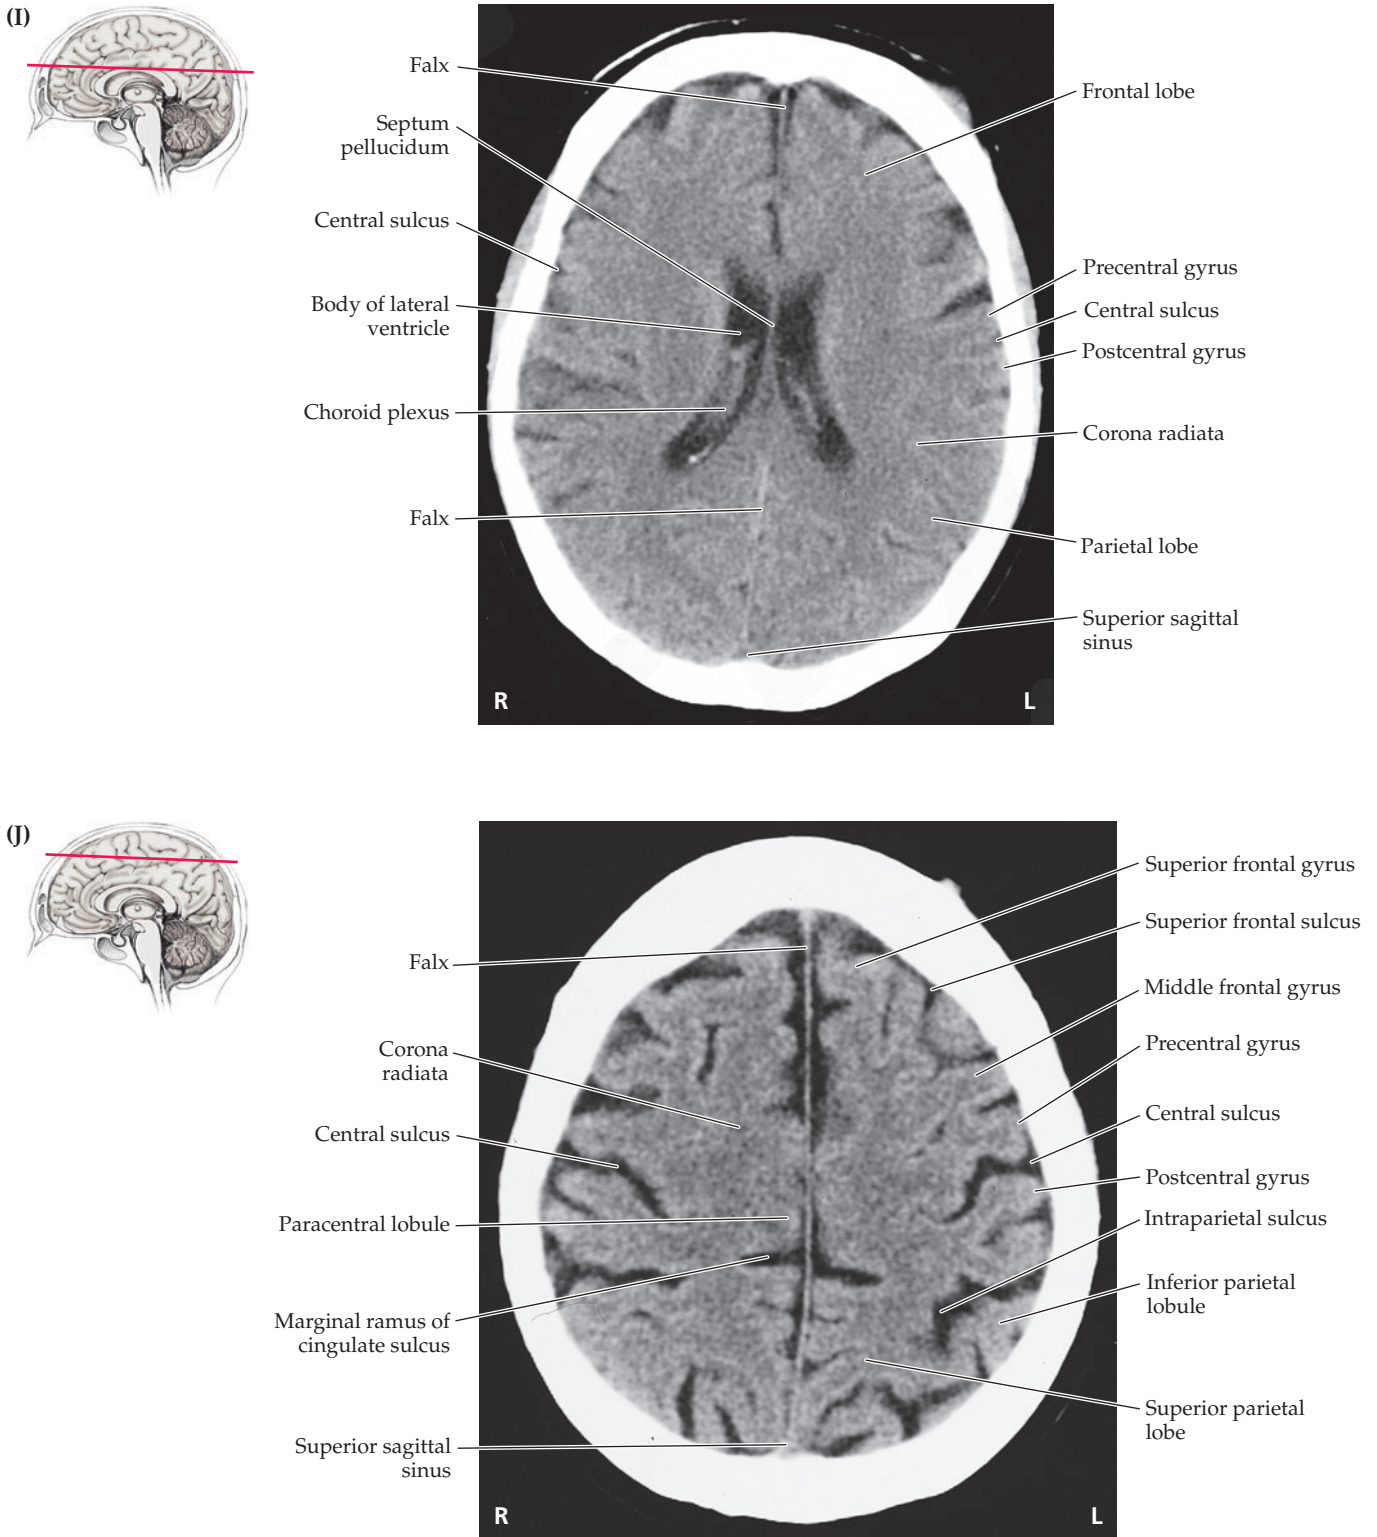 (I)
Falx
Septum
pellucidum
Central sulcus
Body of lateral
ventricle
Choroid plexus
Falx
Frontal lobe
Precentral gyrus
Central sulcus
Postcentral gyrus
Corona radiata
Parietal lobe
Superior sagittal
sinus
R
L
(J)
Falx
Corona
radiata
Central sulcus
Paracentral lobule
Marginal ramus of
cingulate sulcus
Superior sagittal
sinus
Superior frontal gyrus
Superior frontal sulcus
Middle frontal gyrus
Precentral gyrus
Central sulcus
Postcentral gyrus
Intraparietal sulcus
Inferior parietal
lobule
Superior parietal
lobe
R
L